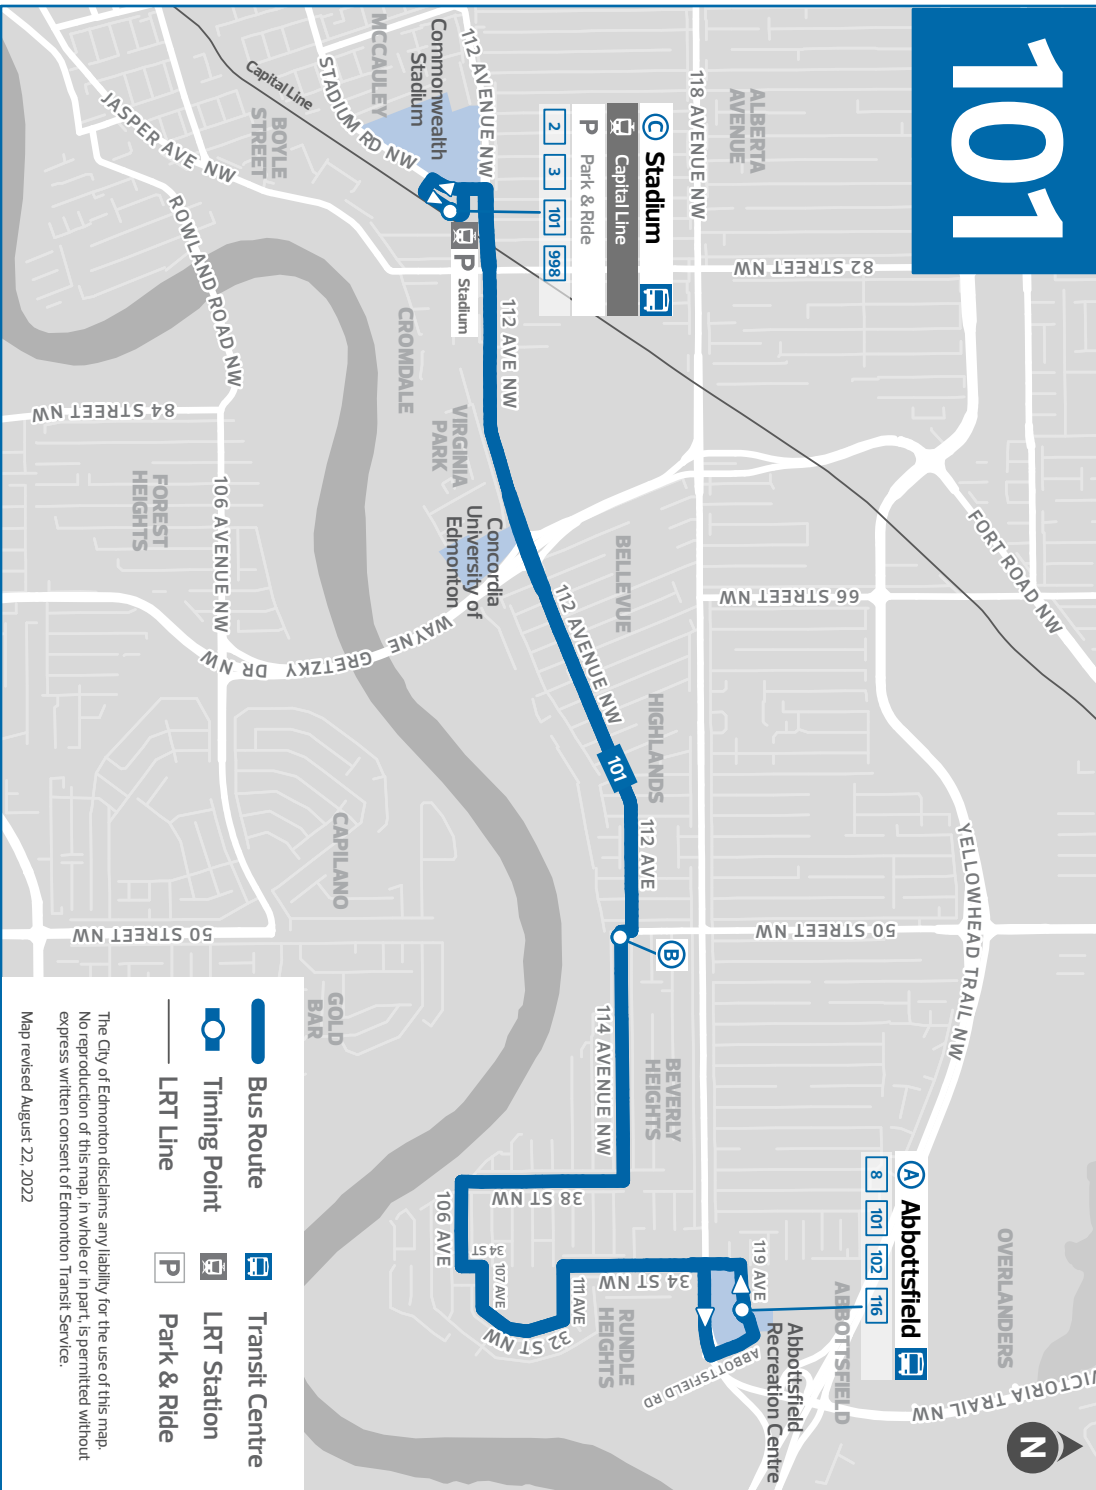 101
ALBERTA
AVENUE
118 AVENUE NW
82 STREET NW
MCCAULEY
Commonwealth
Stadium
112 AVENUE NW
STADIUM RD NW
Capital Line
BOYLE
STREET
JASPER AVE NW
ROWLAND ROAD NW
C Stadium
Capital Line
P Park & Ride
2 3 101 998
P Stadium
112 AVE NW
CROMDALE
VIRGINIA
PARK
84 STREET NW
FOREST
HEIGHTS
106 AVENUE NW
Concordia
University of
Edmonton
WAYNE GRETZKY DR NW
BELLEVUE
112 AVENUE NW
66 STREET NW
FORT ROAD NW
HIGHLANDS
101
112 AVE
YELLOWHEAD TRAIL NW
CAPILANO
50 STREET NW
50 STREET NW
B
GOLD
BAR
114 AVENUE NW
BEVERLY
HEIGHTS
38 ST NW
106 AVE
34 ST
107 AVE
32 ST NW
111 AVE
34 ST NW
RUNDLE
HEIGHTS
119 AVE
ABBOTTSFIELD RD
Abbottsfield
Recreation Centre
ABBOTTSFIELD
A Abbottsfield
8 101 102 116
OVERLANDERS
VICTORIA TRAIL NW
N
Bus Route
Timing Point
LRT Line
Transit Centre
LRT Station
P Park & Ride
The City of Edmonton disclaims any liability for the use of this map.
No reproduction of this map, in whole or in part, is permitted without
express written consent of Edmonton Transit Service.
Map revised August 22, 2022